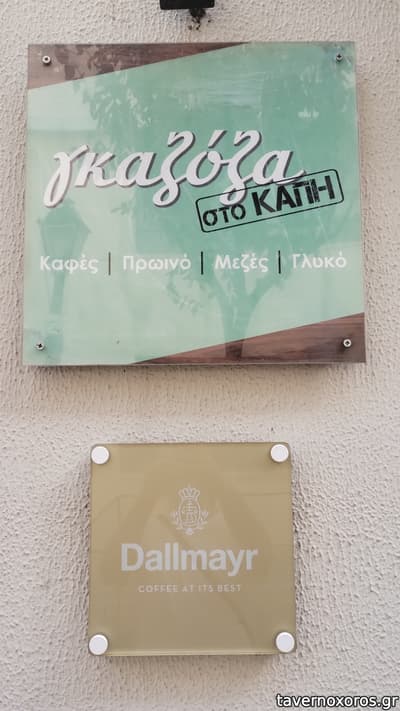 γκαζόζα
στο ΚΑΠΗ
Καφές | Πρωινό | Μεζές | Γλυκό
Dallmayr
COFFEE AT ITS BEST
tavernoxoros.gr